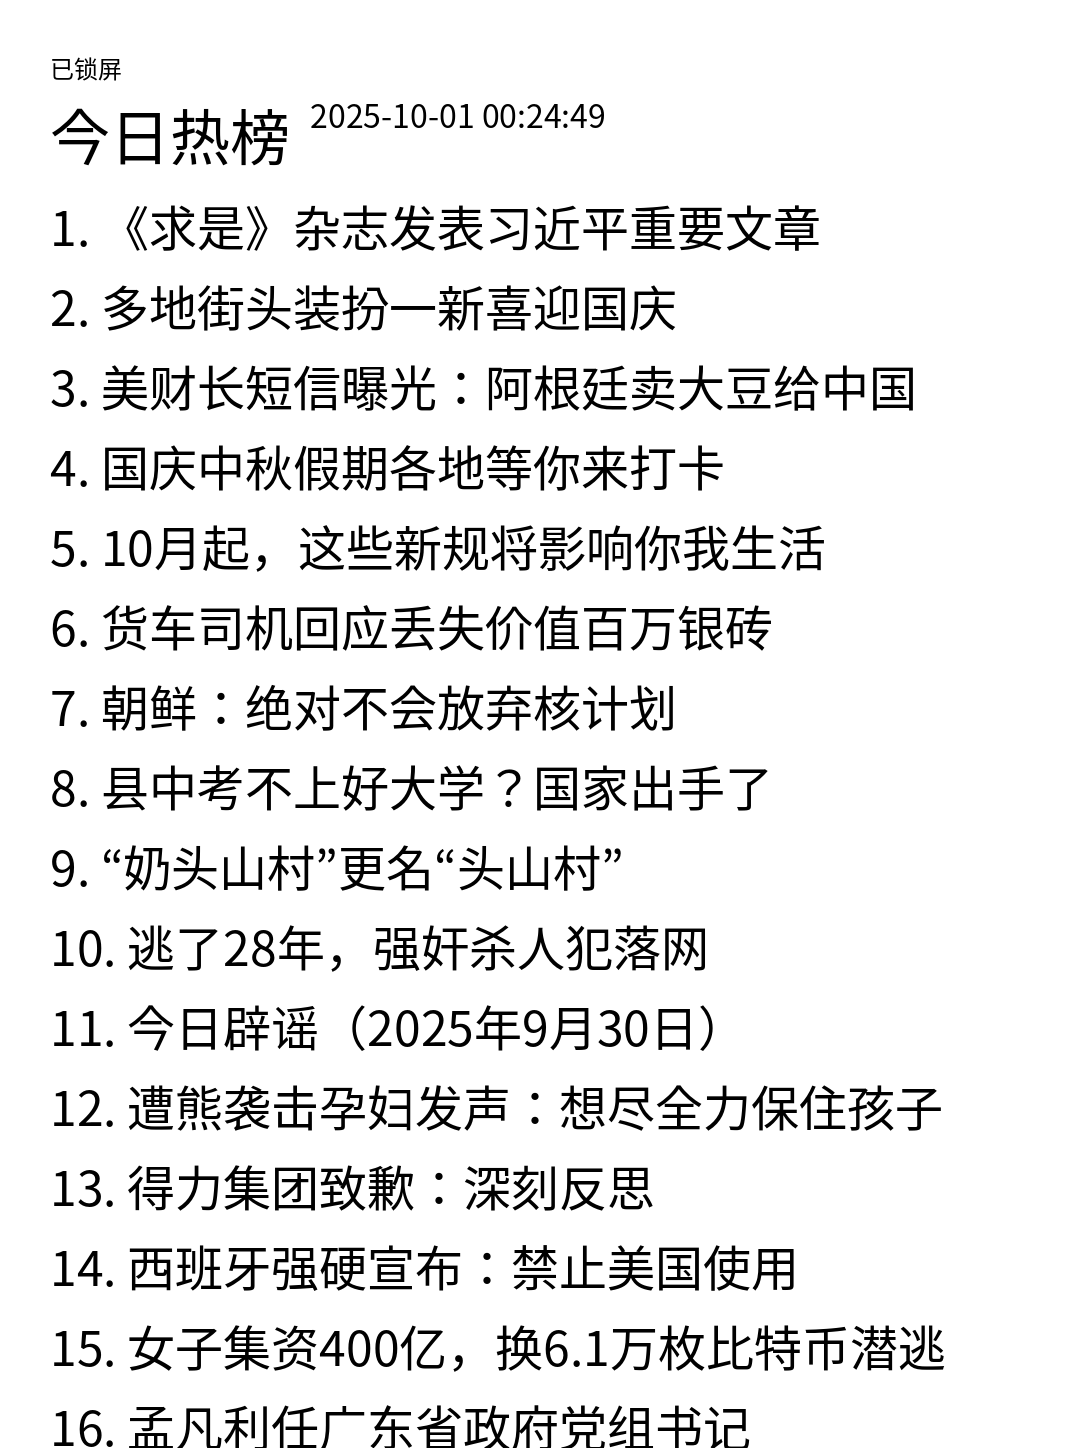 已锁屏
今日热榜 2025-10-01 00:24:49
1. 《求是》杂志发表习近平重要文章
2. 多地街头装扮一新喜迎国庆
3. 美财长短信曝光：阿根廷卖大豆给中国
4. 国庆中秋假期各地等你来打卡
5. 10月起，这些新规将影响你我生活
6. 货车司机回应丢失价值百万银砖
7. 朝鲜：绝对不会放弃核计划
8. 县中考不上好大学？国家出手了
9. “奶头山村”更名“头山村”
10. 逃了28年，强奸杀人犯落网
11. 今日辟谣（2025年9月30日）
12. 遭熊袭击孕妇发声：想尽全力保住孩子
13. 得力集团致歉：深刻反思
14. 西班牙强硬宣布：禁止美国使用
15. 女子集资400亿，换6.1万枚比特币潜逃
16. 孟凡利任广东省政府党组书记